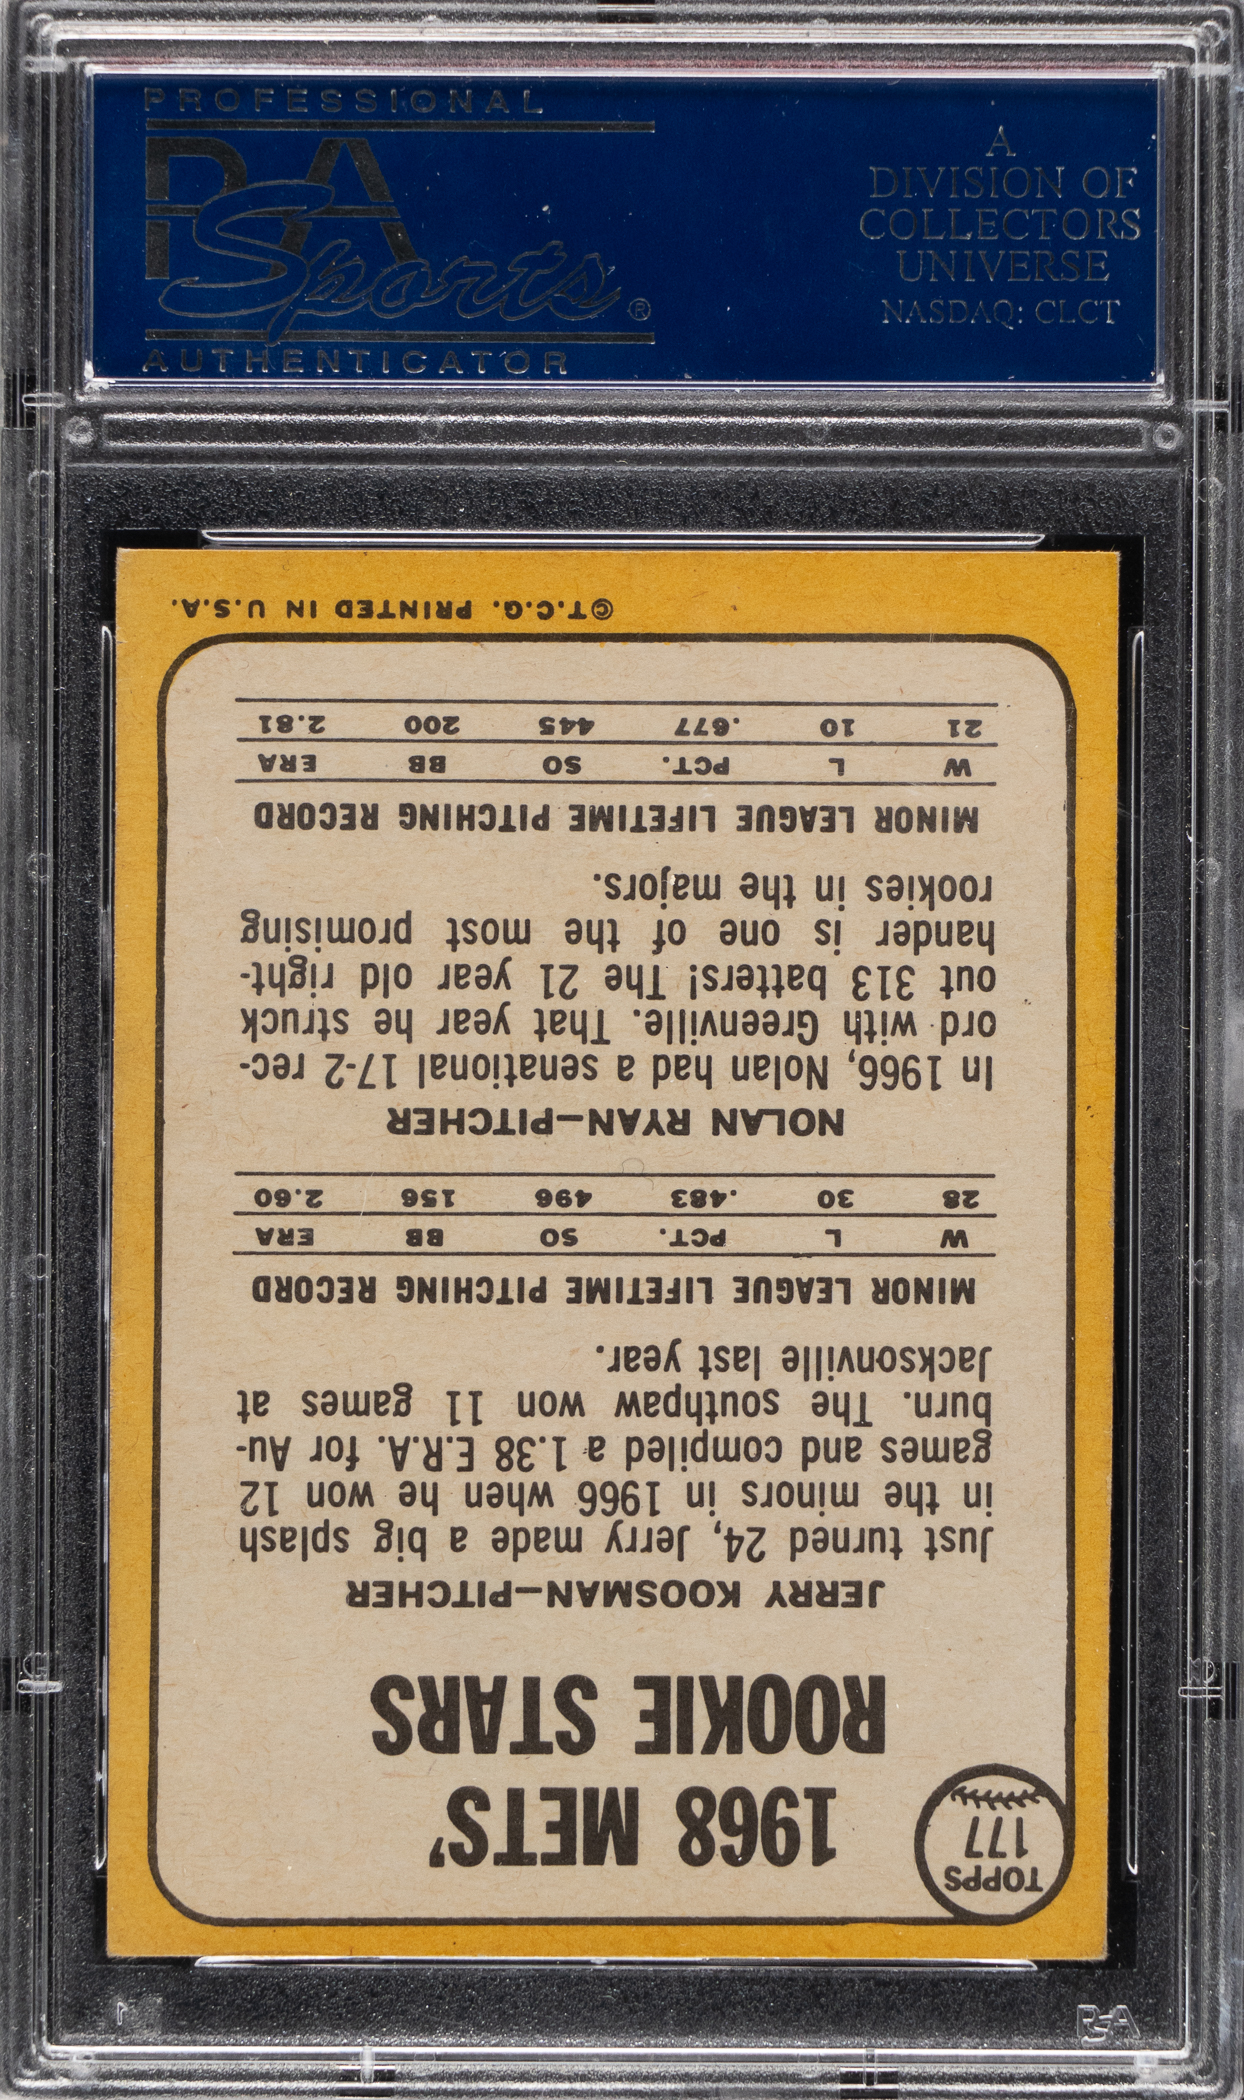 PROFESSIONAL
PSA
Sports®
AUTHENTICATOR
A
DIVISION OF
COLLECTORS
UNIVERSE
NASDAQ: CLCT
TOPPS
177
1968 METS'
ROOKIE STARS
JERRY KOOSMAN—PITCHER
Just turned 24, Jerry made a big splash
in the minors in 1966 when he won 12
games and compiled a 1.38 E.R.A. for Au-
burn. The southpaw won 11 games at
Jacksonville last year.
MINOR LEAGUE LIFETIME PITCHING RECORD
W L PCT. SO BB ERA
28 30 .483 496 156 2.60
NOLAN RYAN—PITCHER
In 1966, Nolan had a senational 17-2 rec-
ord with Greenville. That year he struck
out 313 batters! The 21 year old right-
hander is one of the most promising
rookies in the majors.
MINOR LEAGUE LIFETIME PITCHING RECORD
W L PCT. SO BB ERA
21 10 .677 445 200 2.81
©T.C.G. PRINTED IN U.S.A.
PSA